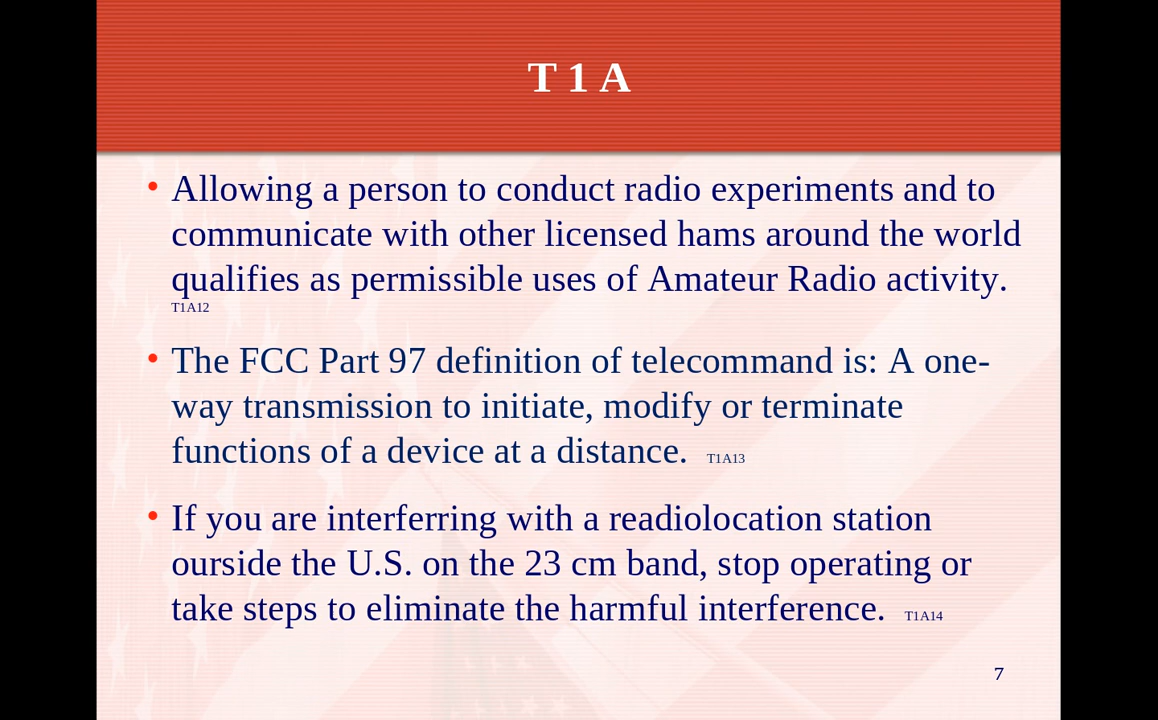 T 1 A
• Allowing a person to conduct radio experiments and to
communicate with other licensed hams around the world
qualifies as permissible uses of Amateur Radio activity.
T1A12
• The FCC Part 97 definition of telecommand is: A one-
way transmission to initiate, modify or terminate
functions of a device at a distance. T1A13
• If you are interferring with a readiolocation station
ourside the U.S. on the 23 cm band, stop operating or
take steps to eliminate the harmful interference. T1A14
7